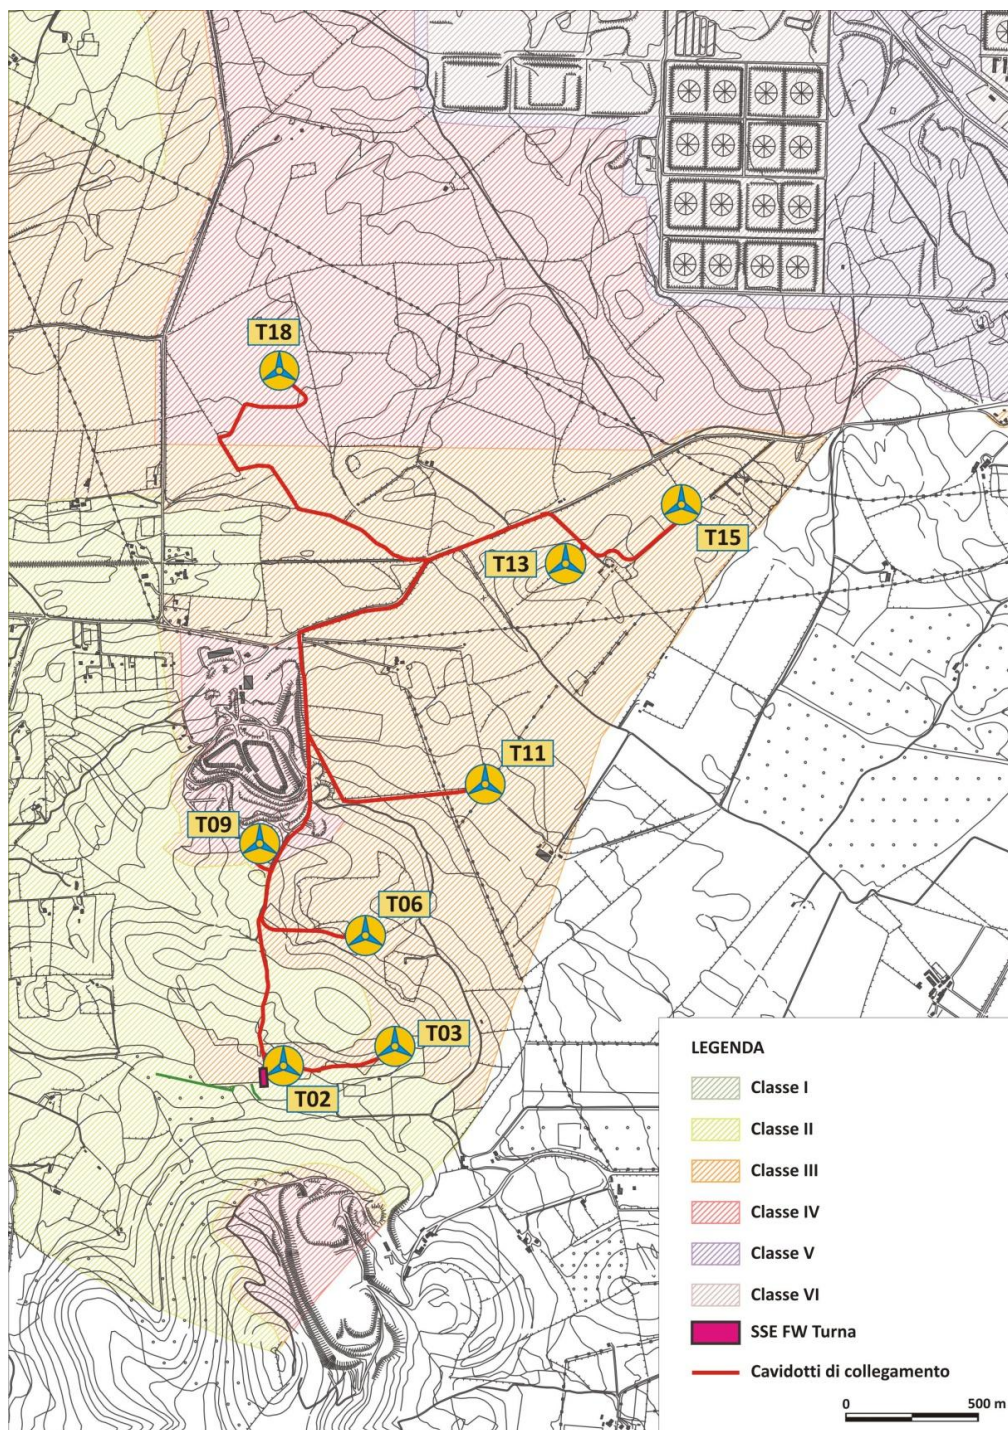 T18
T15
T13
T11
T09
T06
T03
T02
LEGENDA
Classe I
Classe II
Classe III
Classe IV
Classe V
Classe VI
SSE FW Turna
Cavidotti di collegamento
0 500 m